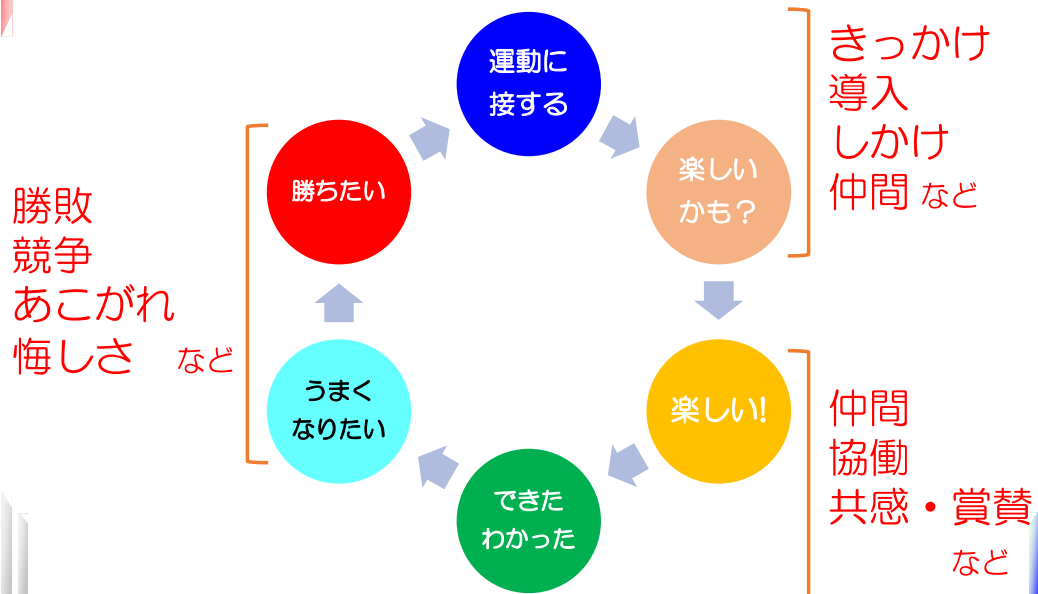 運動に
接する
楽しい
かも？
楽しい!
できた
わかった
うまく
なりたい
勝ちたい
きっかけ
導入
しかけ
仲間 など
仲間
協働
共感・賞賛
など
勝敗
競争
あこがれ
悔しさ　など